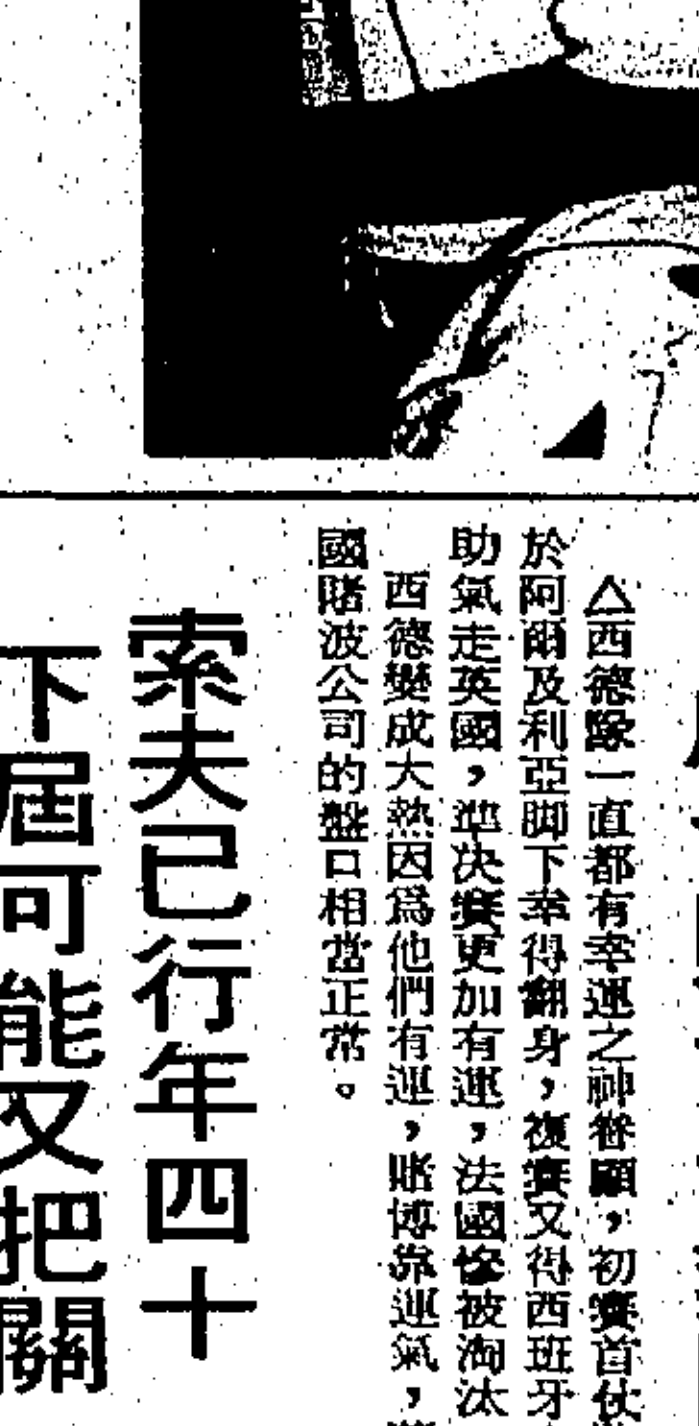 △西德隊一直都有幸運之神眷顧，初賽首仗
於阿爾及利亞脚下幸得翻身，複賽又得西班牙
助氣走英國，準決賽更加有運，法國慘被淘汰
西德變成大熱因爲他們有運，賭博靠運氣，
國賭波公司的盤口相當正常。
索夫已行年四十
下屆可能又把關